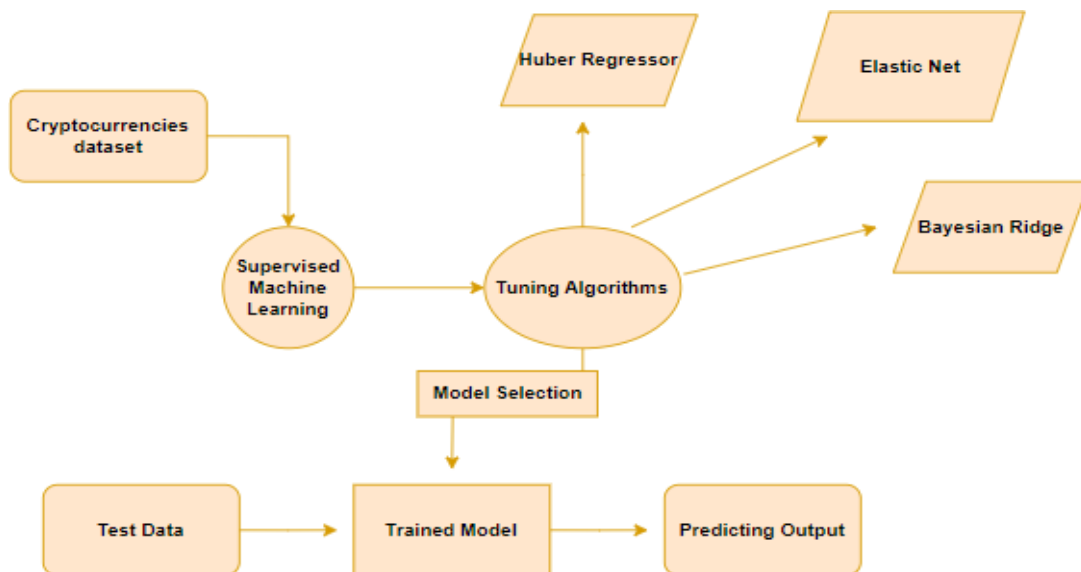 Huber Regressor
Elastic Net
Cryptocurrencies
dataset
Bayesian Ridge
Supervised
Machine
Learning
Tuning Algorithms
Model Selection
Test Data
Trained Model
Predicting Output